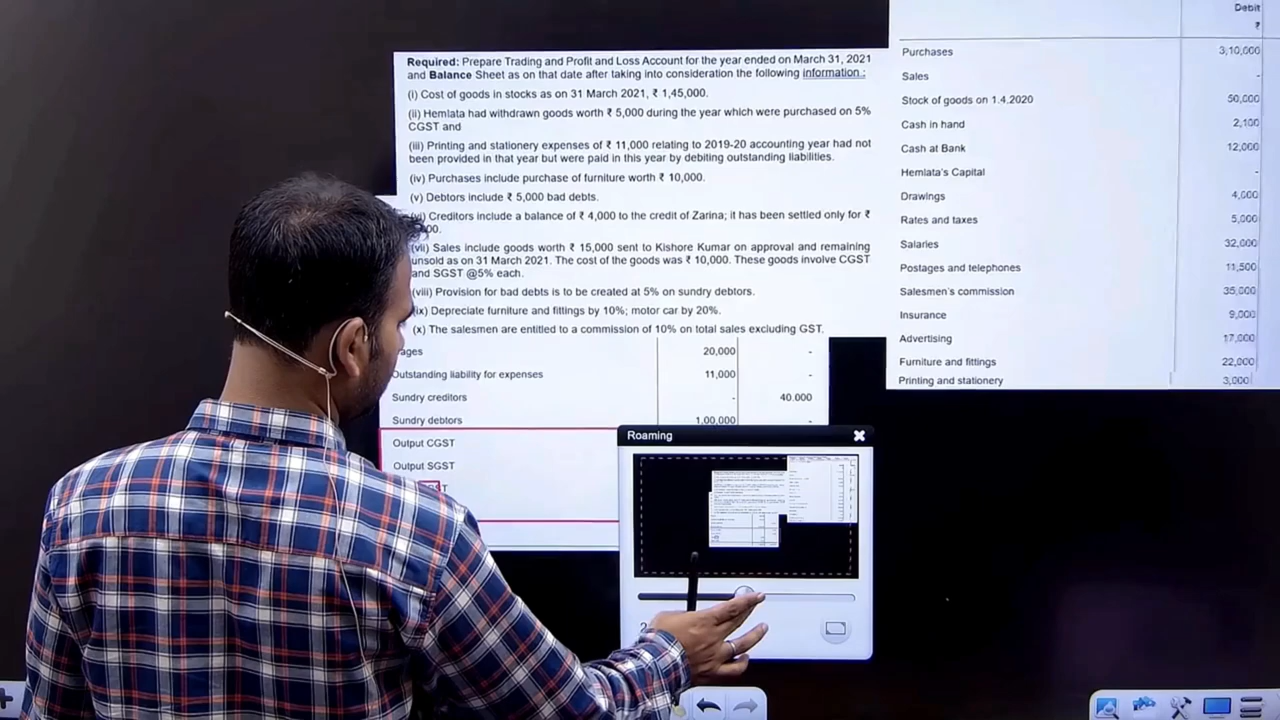 Required: Prepare Trading and Profit and Loss Account for the year ended on March 31, 2021
and Balance Sheet as on that date after taking into consideration the following information :
(i) Cost of goods in stocks as on 31 March 2021, ₹ 1,45,000.
(ii) Hemlata had withdrawn goods worth ₹ 5,000 during the year which were purchased on 5%
CGST and
(iii) Printing and stationery expenses of ₹ 11,000 relating to 2019-20 accounting year had not
been provided in that year but were paid in this year by debiting outstanding liabilities.
(iv) Purchases include purchase of furniture worth ₹ 10,000.
(v) Debtors include ₹ 5,000 bad debts.
Creditors include a balance of ₹ 4,000 to the credit of Zarina; it has been settled only for ₹
(vii) Sales include goods worth ₹ 15,000 sent to Kishore Kumar on approval and remaining
unsold as on 31 March 2021. The cost of the goods was ₹ 10,000. These goods involve CGST
and SGST @5% each.
(viii) Provision for bad debts is to be created at 5% on sundry debtors.
(ix) Depreciate furniture and fittings by 10%; motor car by 20%.
(x) The salesmen are entitled to a commission of 10% on total sales excluding GST.
20,000 -
Outstanding liability for expenses 11,000 -
Sundry creditors - 40.000
Sundry debtors 1,00,000 -
Output CGST
Output SGST
Debit
₹
Purchases 3,10,000
Sales -
Stock of goods on 1.4.2020 50,000
Cash in hand 2,100
Cash at Bank 12,000
Hemlata's Capital -
Drawings 4,000
Rates and taxes 5,000
Salaries 32,000
Postages and telephones 11,500
Salesmen's commission 35,000
Insurance 9,000
Advertising 17,000
Furniture and fittings 22,000
Printing and stationery 3,000
Roaming